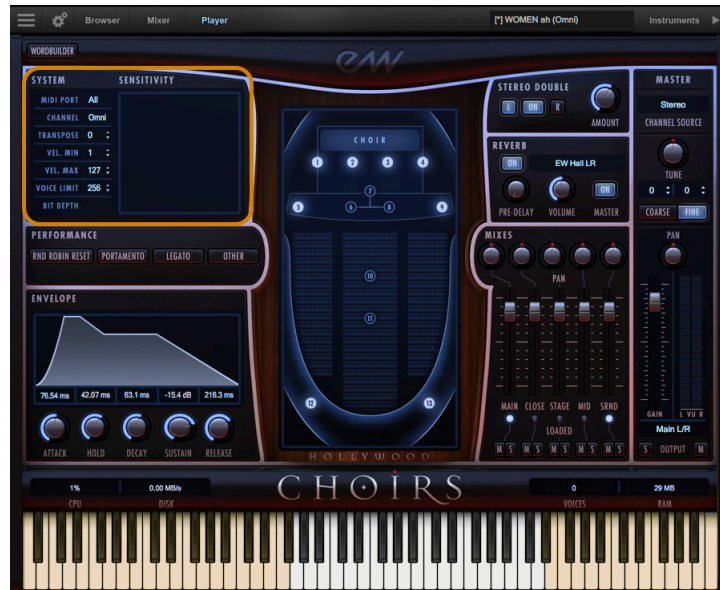 Browser Mixer Player [*] WOMEN ah (Omni) Instruments
WORDBUILDER
EW
SYSTEM SENSITIVITY
MIDI PORT All
CHANNEL Omni
TRANSPOSE 0
VEL. MIN 1
VEL. MAX 127
VOICE LIMIT 256
BIT DEPTH
PERFORMANCE
RND ROBIN RESET PORTAMENTO LEGATO OTHER
ENVELOPE
76.54 ms 42.07 ms 63.1 ms -15.4 dB 216.3 ms
ATTACK HOLD DECAY SUSTAIN RELEASE
CHOIR
1 2 3 4
7
5 6 8 9
10
11
12 13
HOLLYWOOD
STEREO DOUBLE
L ON R
AMOUNT
REVERB
ON EW Hall LR
ON
PRE-DELAY VOLUME MASTER
MIXES
PAN
MAIN CLOSE STAGE MID SRND
LOADED
M S M S M S M S M S
MASTER
Stereo
CHANNEL SOURCE
TUNE
0 0
COARSE FINE
PAN
GAIN L VU R
Main L/R
S OUTPUT M
CHOIRS
1% 0.00 MB/s
CPU DISK
0 29 MB
VOICES RAM